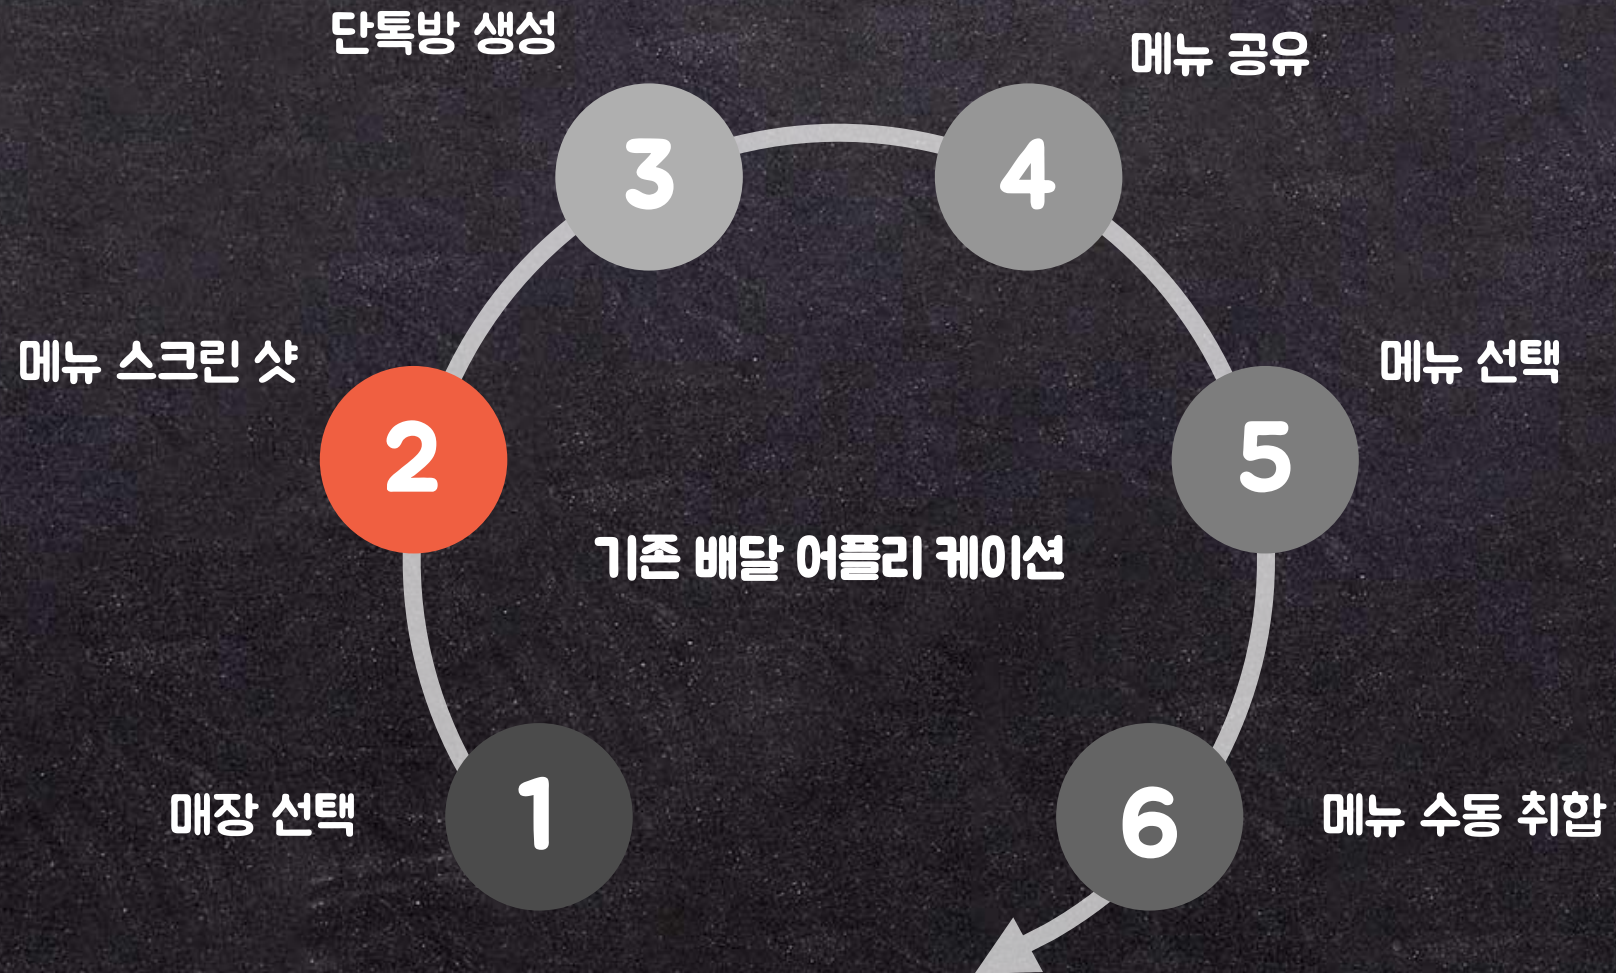 단톡방 생성
메뉴 공유
3
4
메뉴 스크린 샷
메뉴 선택
2
5
기존 배달 어플리 케이션
매장 선택
1
6
메뉴 수동 취합